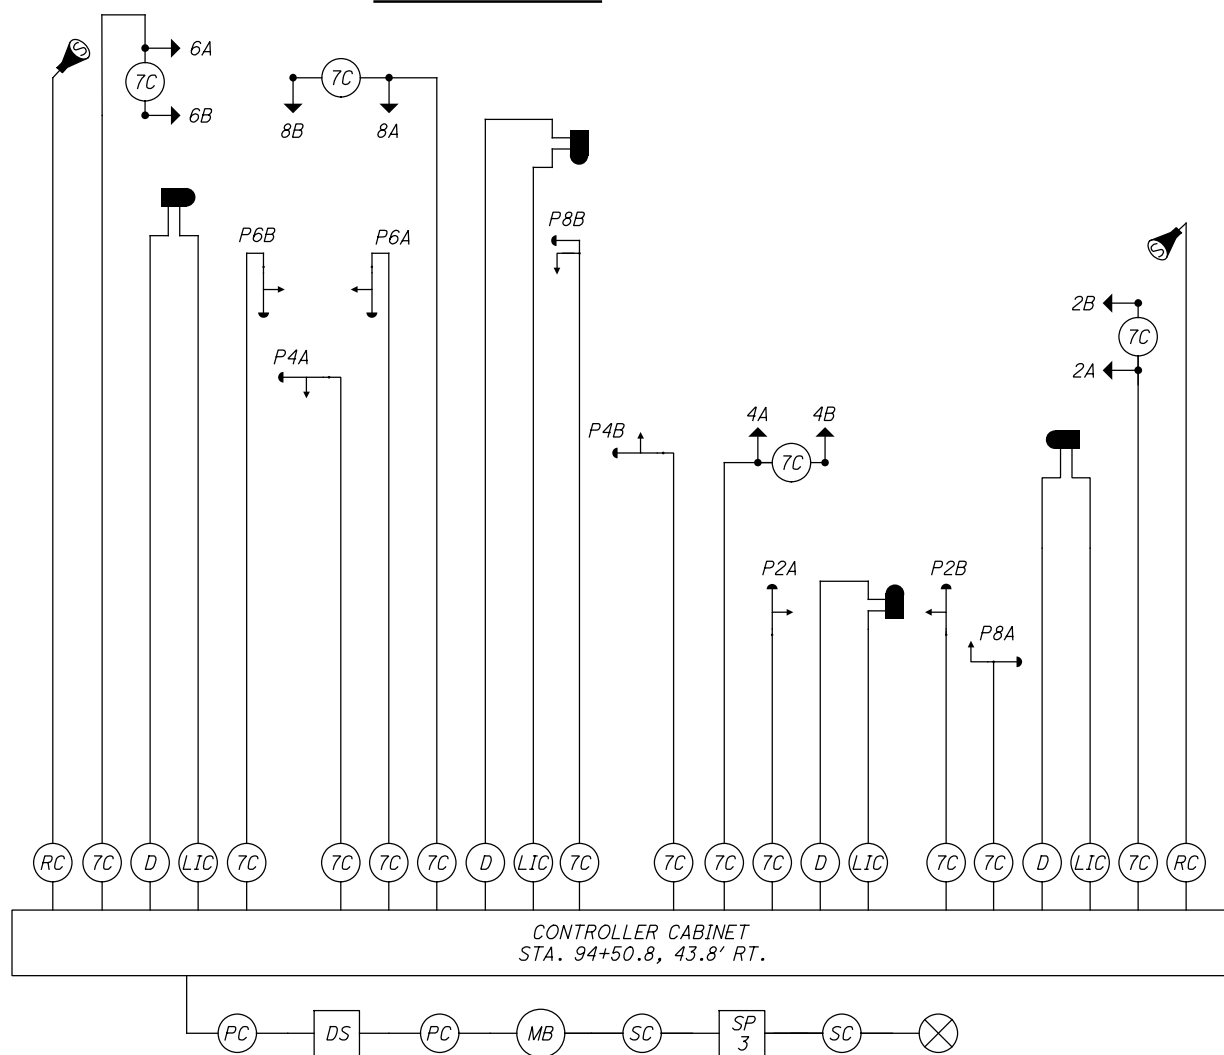 S
6A
7C
6B
7C
8B
8A
P8B
P6B
P6A
S
2B
7C
2A
P4A
4A
4B
P4B
7C
P2A
P2B
P8A
RC
7C
D
LIC
7C
7C
7C
7C
D
LIC
7C
7C
7C
7C
D
LIC
7C
7C
D
LIC
7C
RC
CONTROLLER CABINET
STA. 94+50.8, 43.8' RT.
PC
DS
PC
MB
SC
SP
3
SC